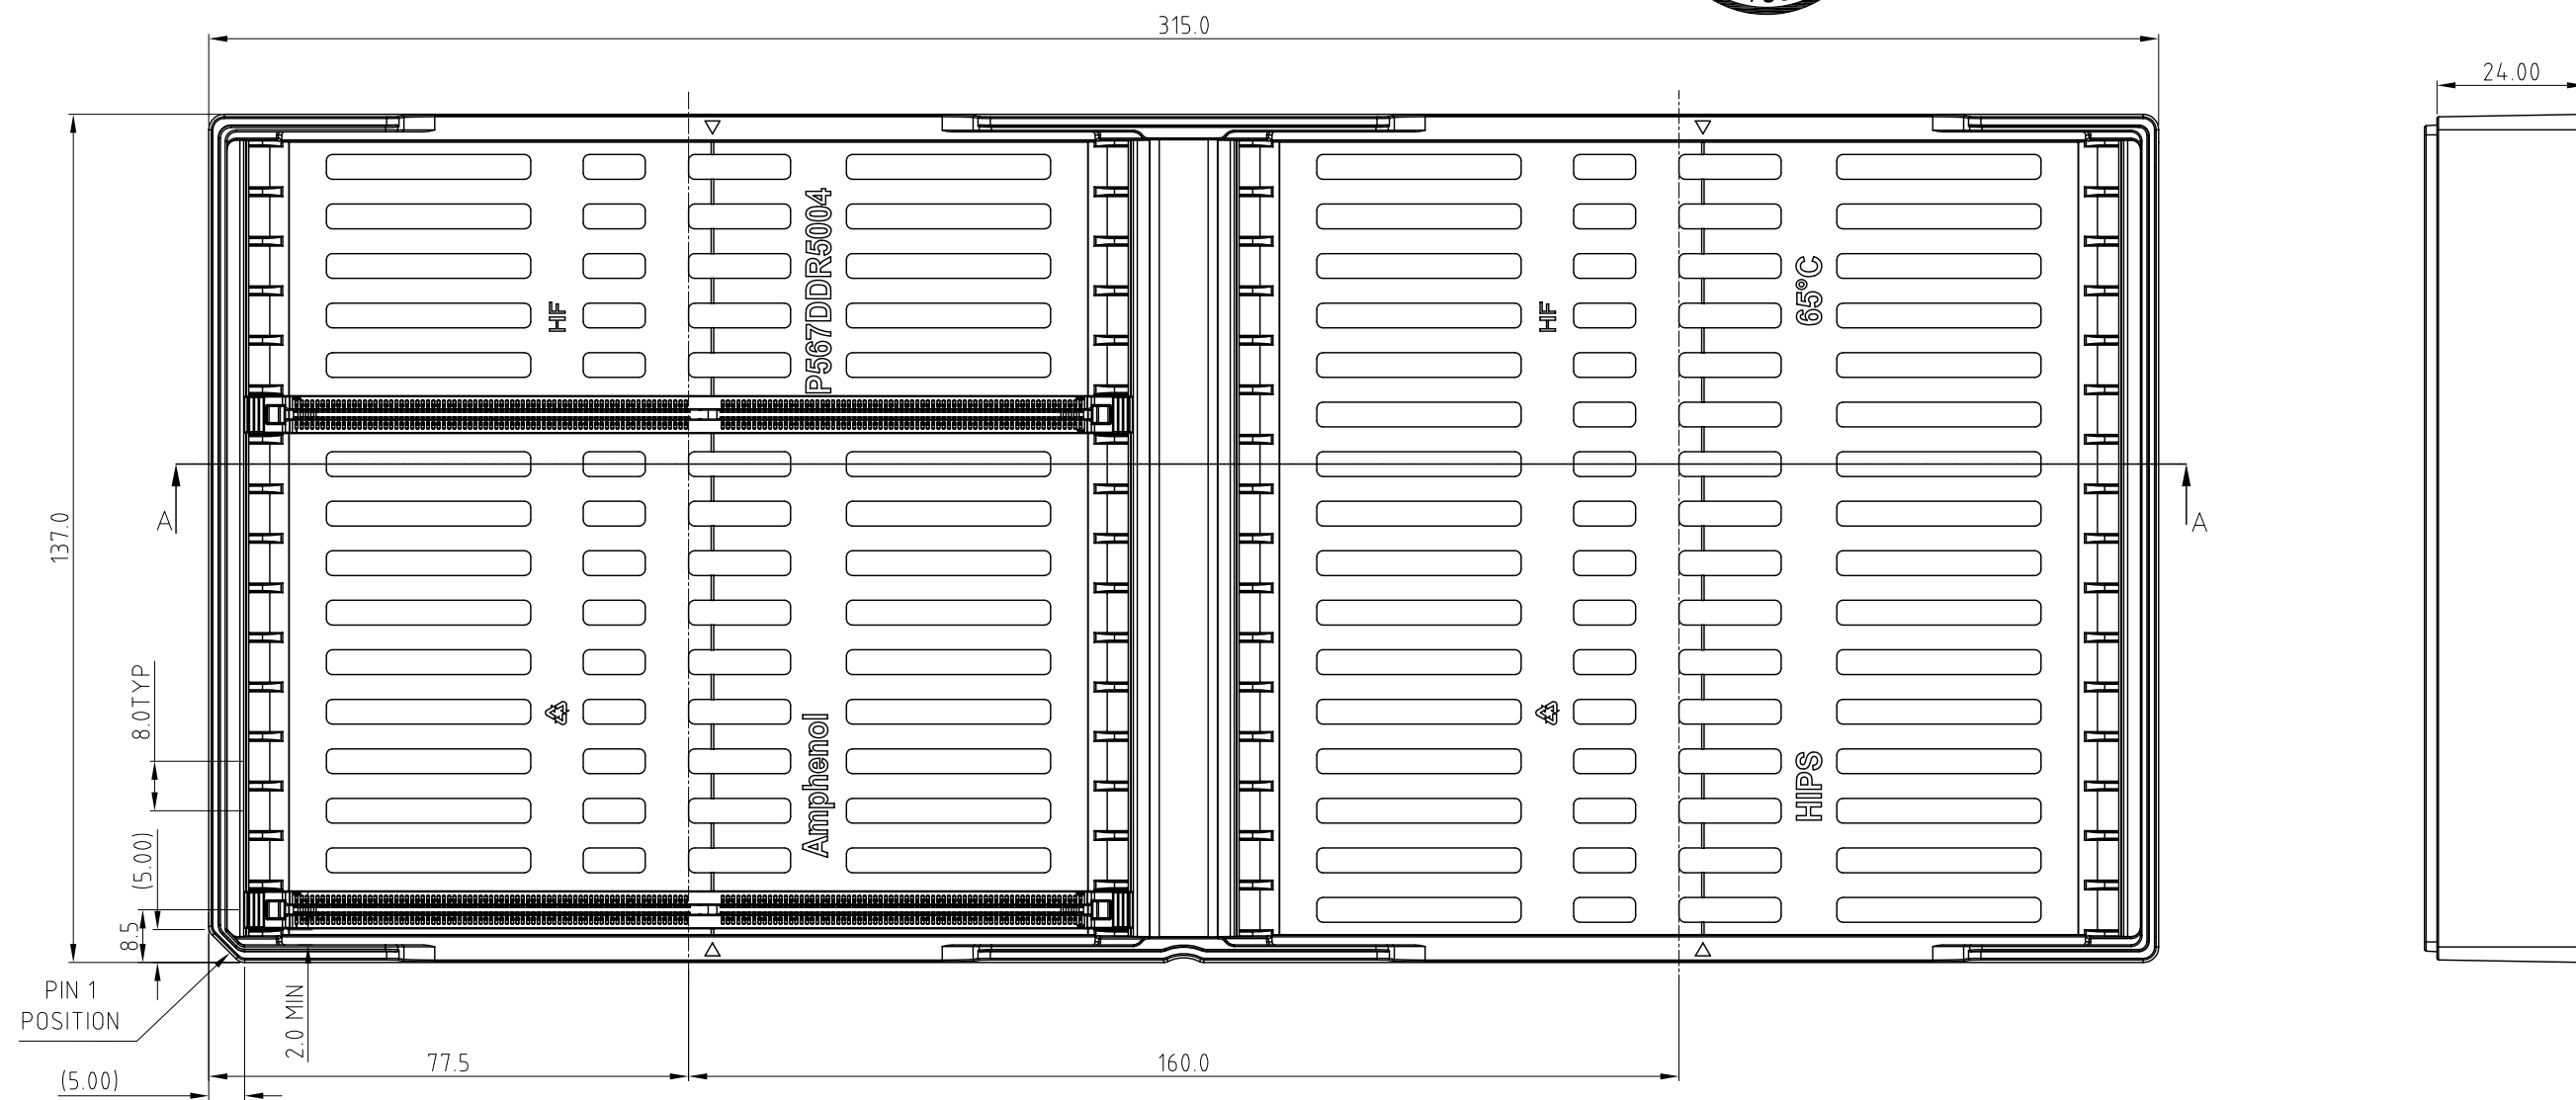 315.0
24.00
P567DDR5004
HF
HF
65°C
137.0
A
A
8.0TYP
Amphenol
HIPS
(5.00)
8.5
PIN 1
POSITION
2.0 MIN
77.5
160.0
(5.00)